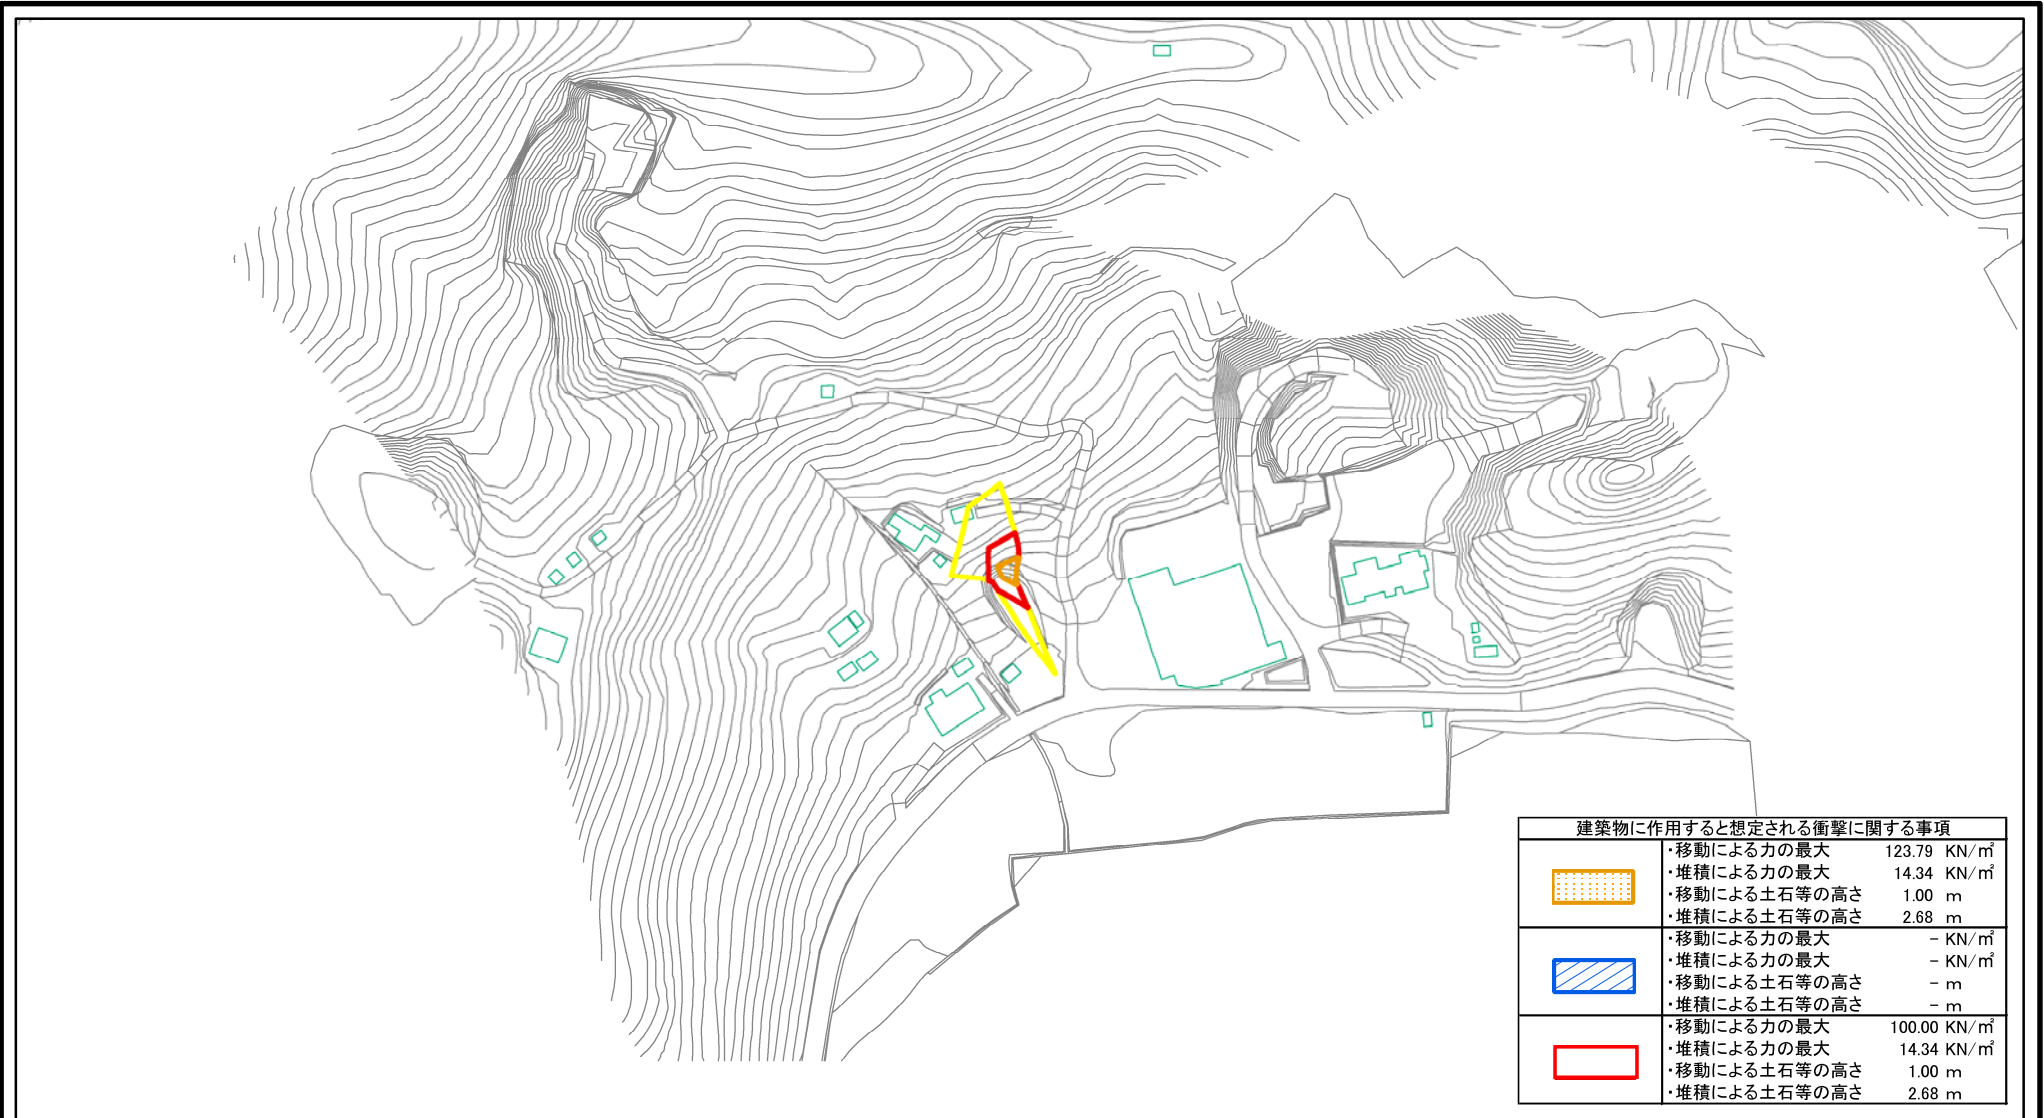 建築物に作用すると想定される衝撃に関する事項
・移動による力の最大 123.79 KN/㎡
・堆積による力の最大 14.34 KN/㎡
・移動による土石等の高さ 1.00 m
・堆積による土石等の高さ 2.68 m
・移動による力の最大 - KN/㎡
・堆積による力の最大 - KN/㎡
・移動による土石等の高さ - m
・堆積による土石等の高さ - m
・移動による力の最大 100.00 KN/㎡
・堆積による力の最大 14.34 KN/㎡
・移動による土石等の高さ 1.00 m
・堆積による土石等の高さ 2.68 m